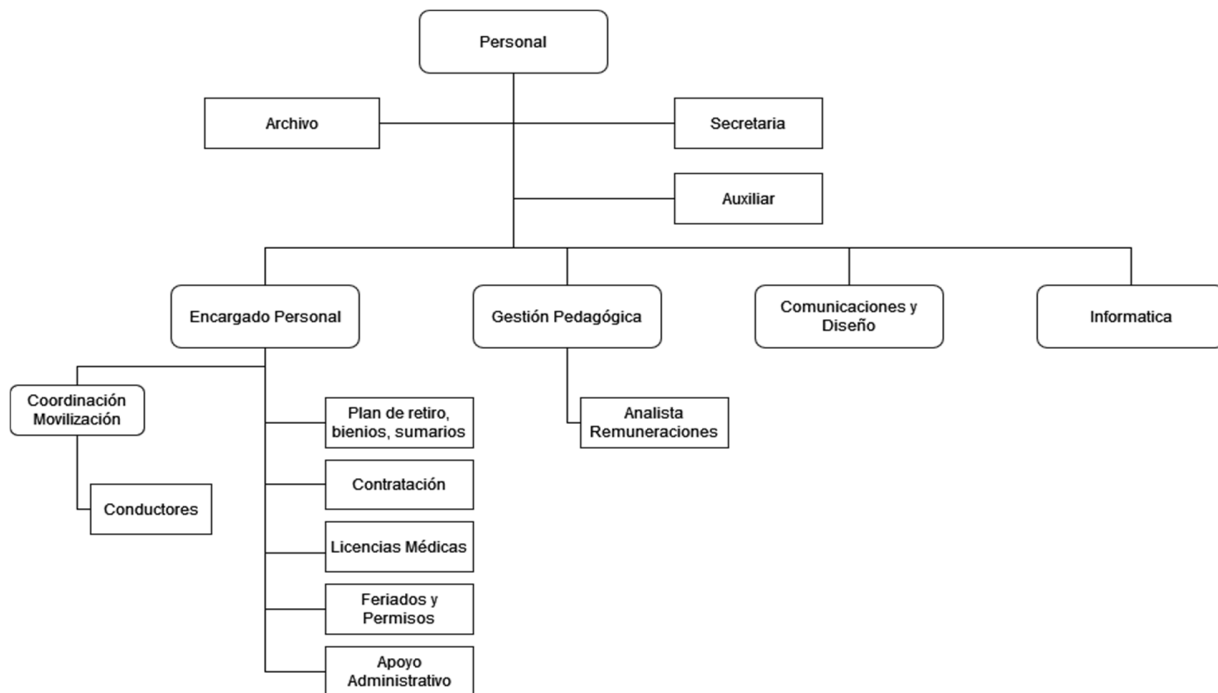 Personal
Archivo
Secretaria
Auxiliar
Encargado Personal
Gestión Pedagógica
Comunicaciones y
Diseño
Informatica
Coordinación
Movilización
Plan de retiro,
bienios, sumarios
Analista
Remuneraciones
Contratación
Conductores
Licencias Médicas
Feriados y
Permisos
Apoyo
Administrativo